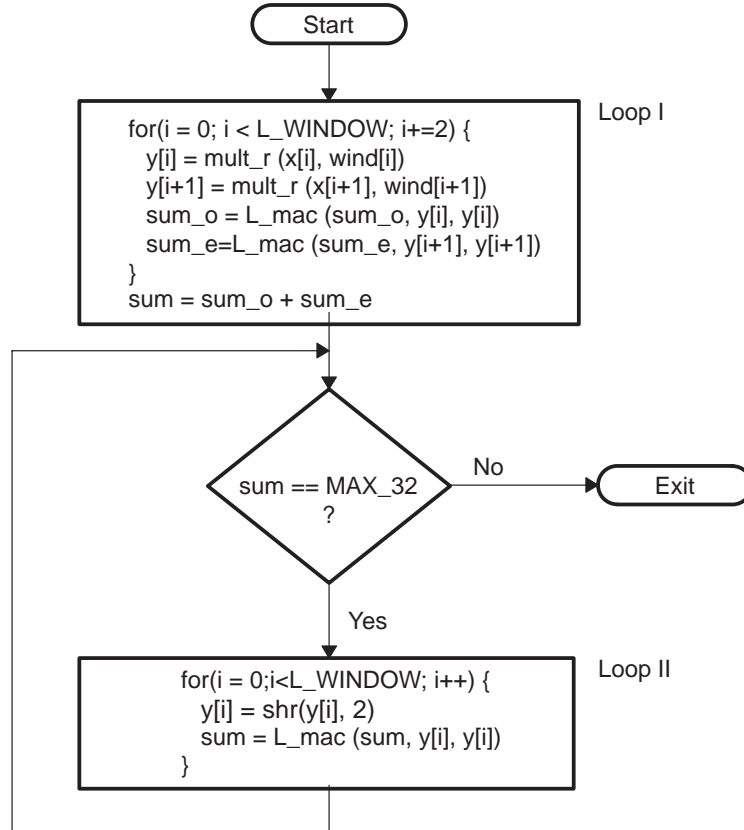 Start
Loop I
for(i = 0; i < L_WINDOW; i+=2) {
y[i] = mult_r (x[i], wind[i])
y[i+1] = mult_r (x[i+1], wind[i+1])
sum_o = L_mac (sum_o, y[i], y[i])
sum_e=L_mac (sum_e, y[i+1], y[i+1])
}
sum = sum_o + sum_e
sum == MAX_32
?
No
Exit
Yes
Loop II
for(i = 0;i<L_WINDOW; i++) {
y[i] = shr(y[i], 2)
sum = L_mac (sum, y[i], y[i])
}